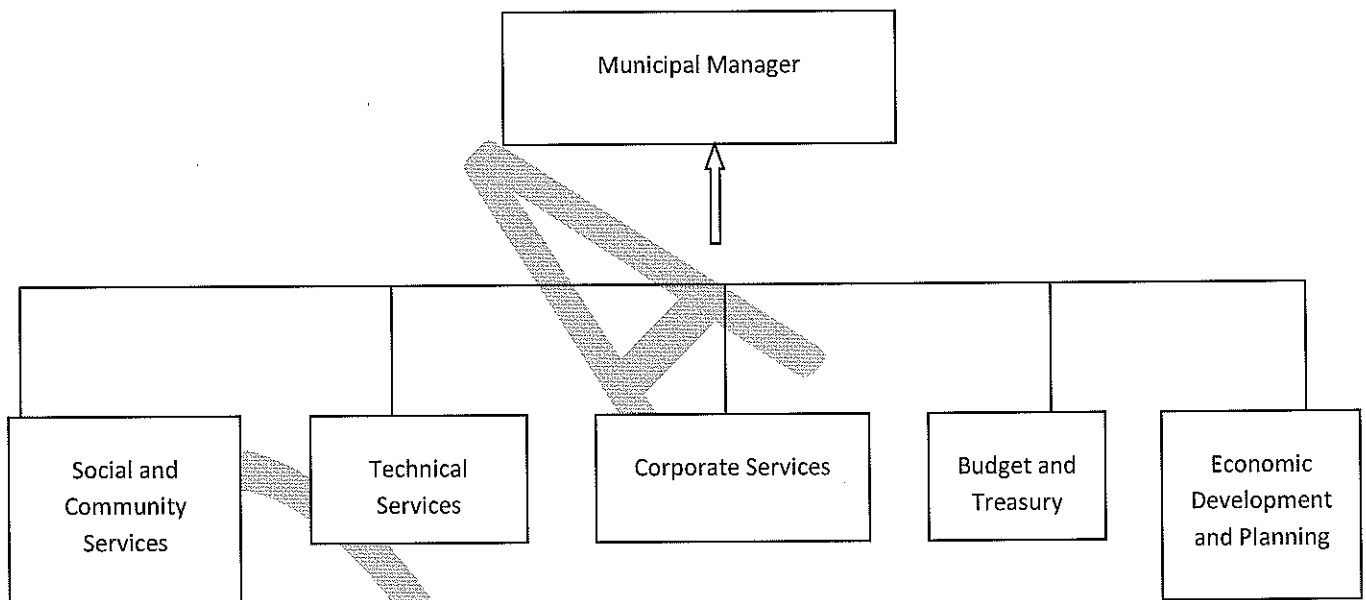 Municipal Manager
Social and
Community
Services
Technical
Services
Corporate Services
Budget and
Treasury
Economic
Development
and Planning